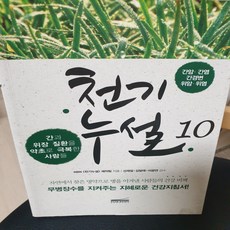 간암·간염
간경변
위암·위염
천기
누설 10
간과
위장 질환을
약초로 극복한
사람들
무병장수를 지켜주는 지혜로운 건강지침서!